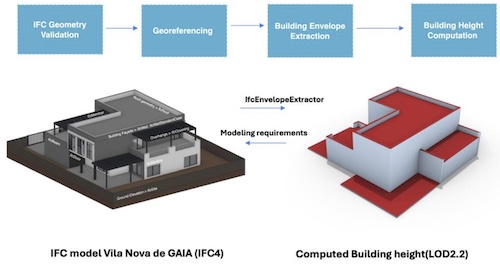 IFC Geometry
Validation
Georeferencing
Building Envelope
Extraction
Building Height
Computation
IfcEnvelopeExtractor
Modeling requirements
IFC model Vila Nova de GAIA (IFC4)
Computed Building height(LOD2.2)